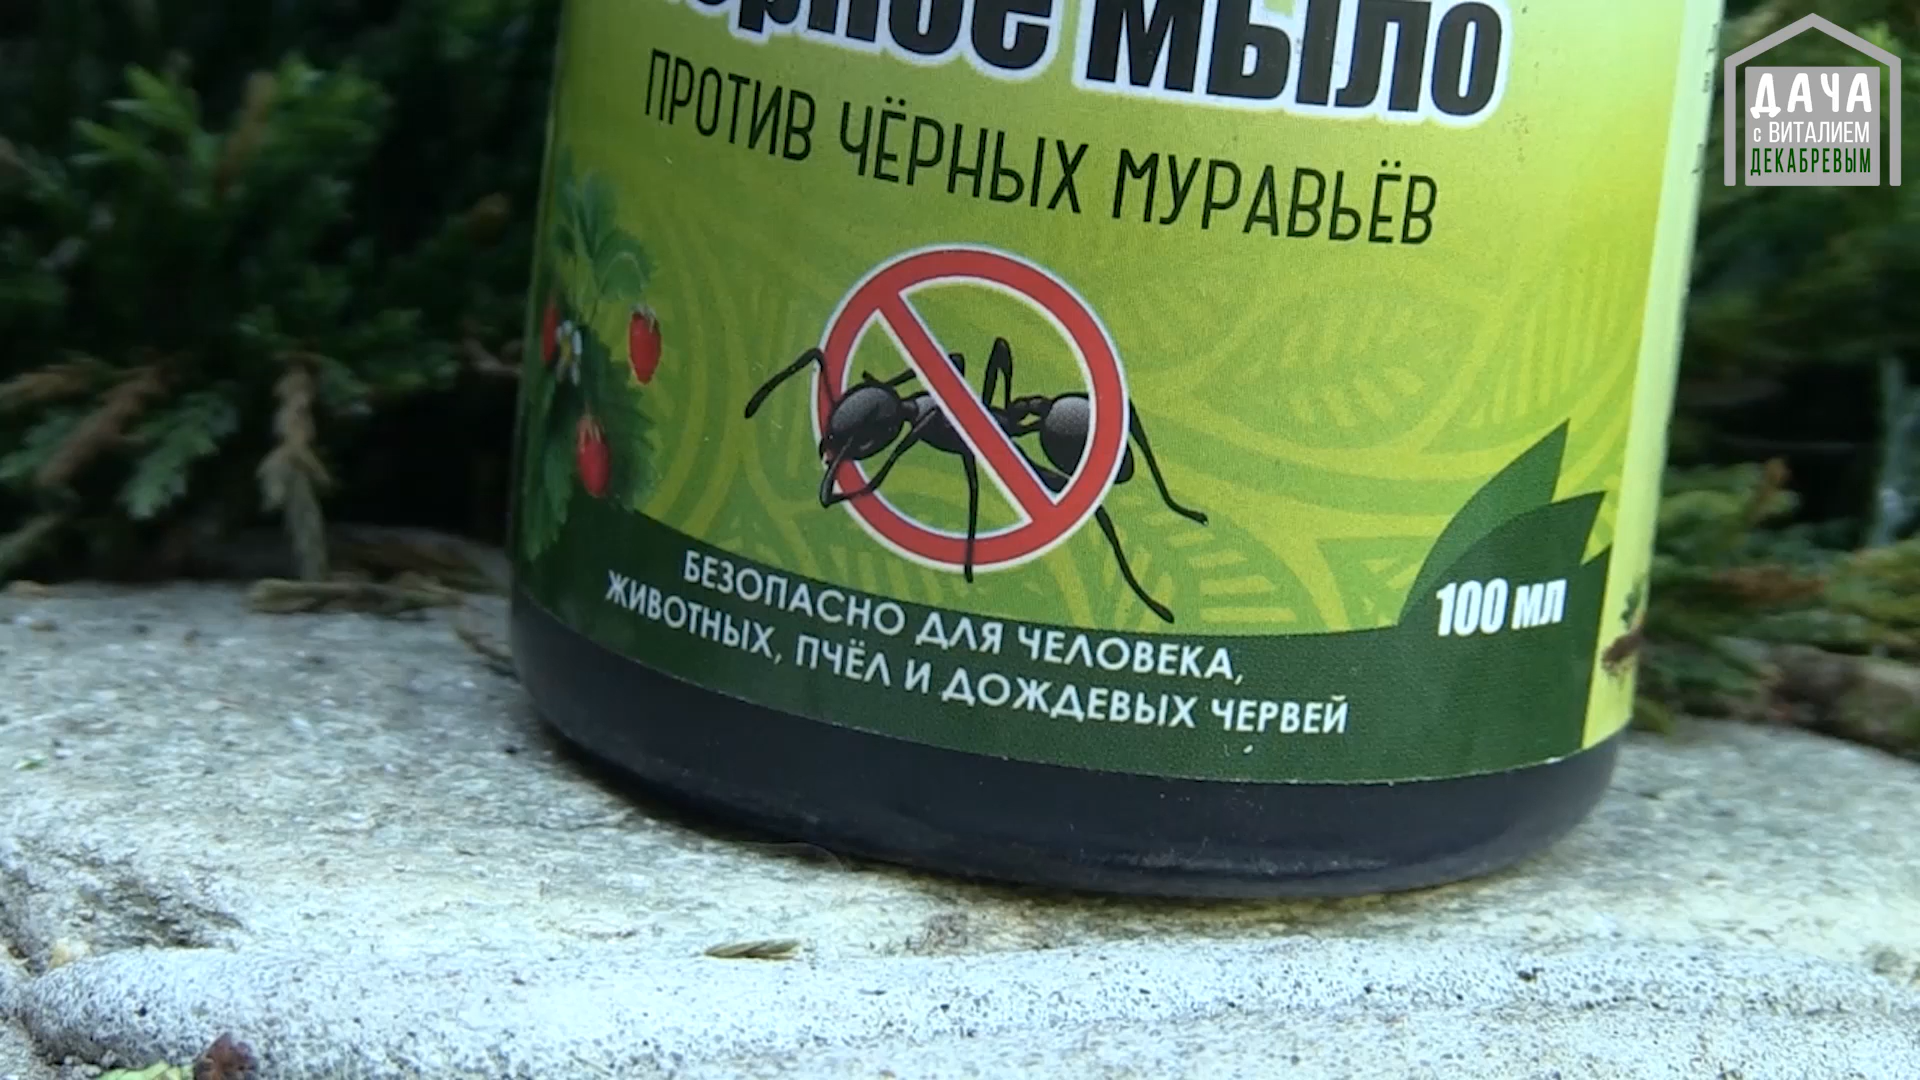 мыло
ПРОТИВ ЧЁРНЫХ МУРАВЬЁВ
БЕЗОПАСНО ДЛЯ ЧЕЛОВЕКА,
ЖИВОТНЫХ, ПЧЁЛ И ДОЖДЕВЫХ ЧЕРВЕЙ
100 мл
ДАЧА
с ВИТАЛИЕМ
ДЕКАБРЕВЫМ